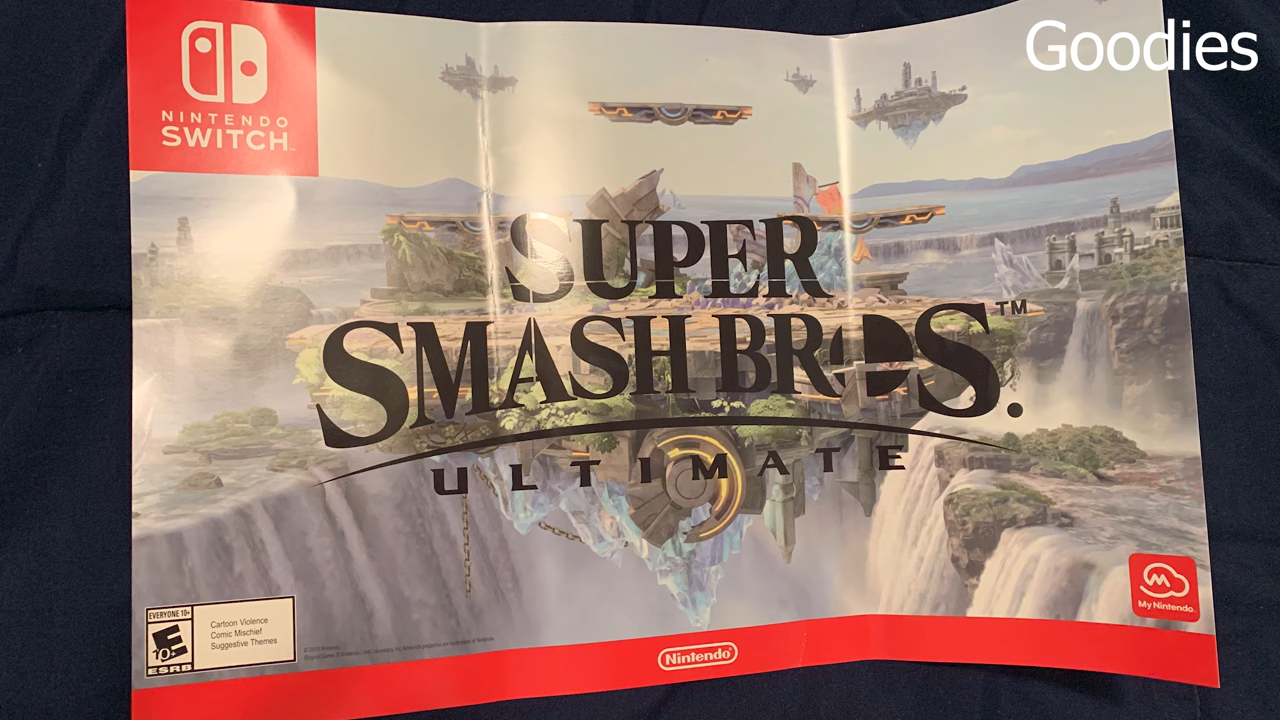 Goodies
NINTENDO
SWITCH™
SUPER
SMASH BROS.™
ULTIMATE
My Nintendo
EVERYONE 10+
E
10+
ESRB
Cartoon Violence
Comic Mischief
Suggestive Themes
Nintendo